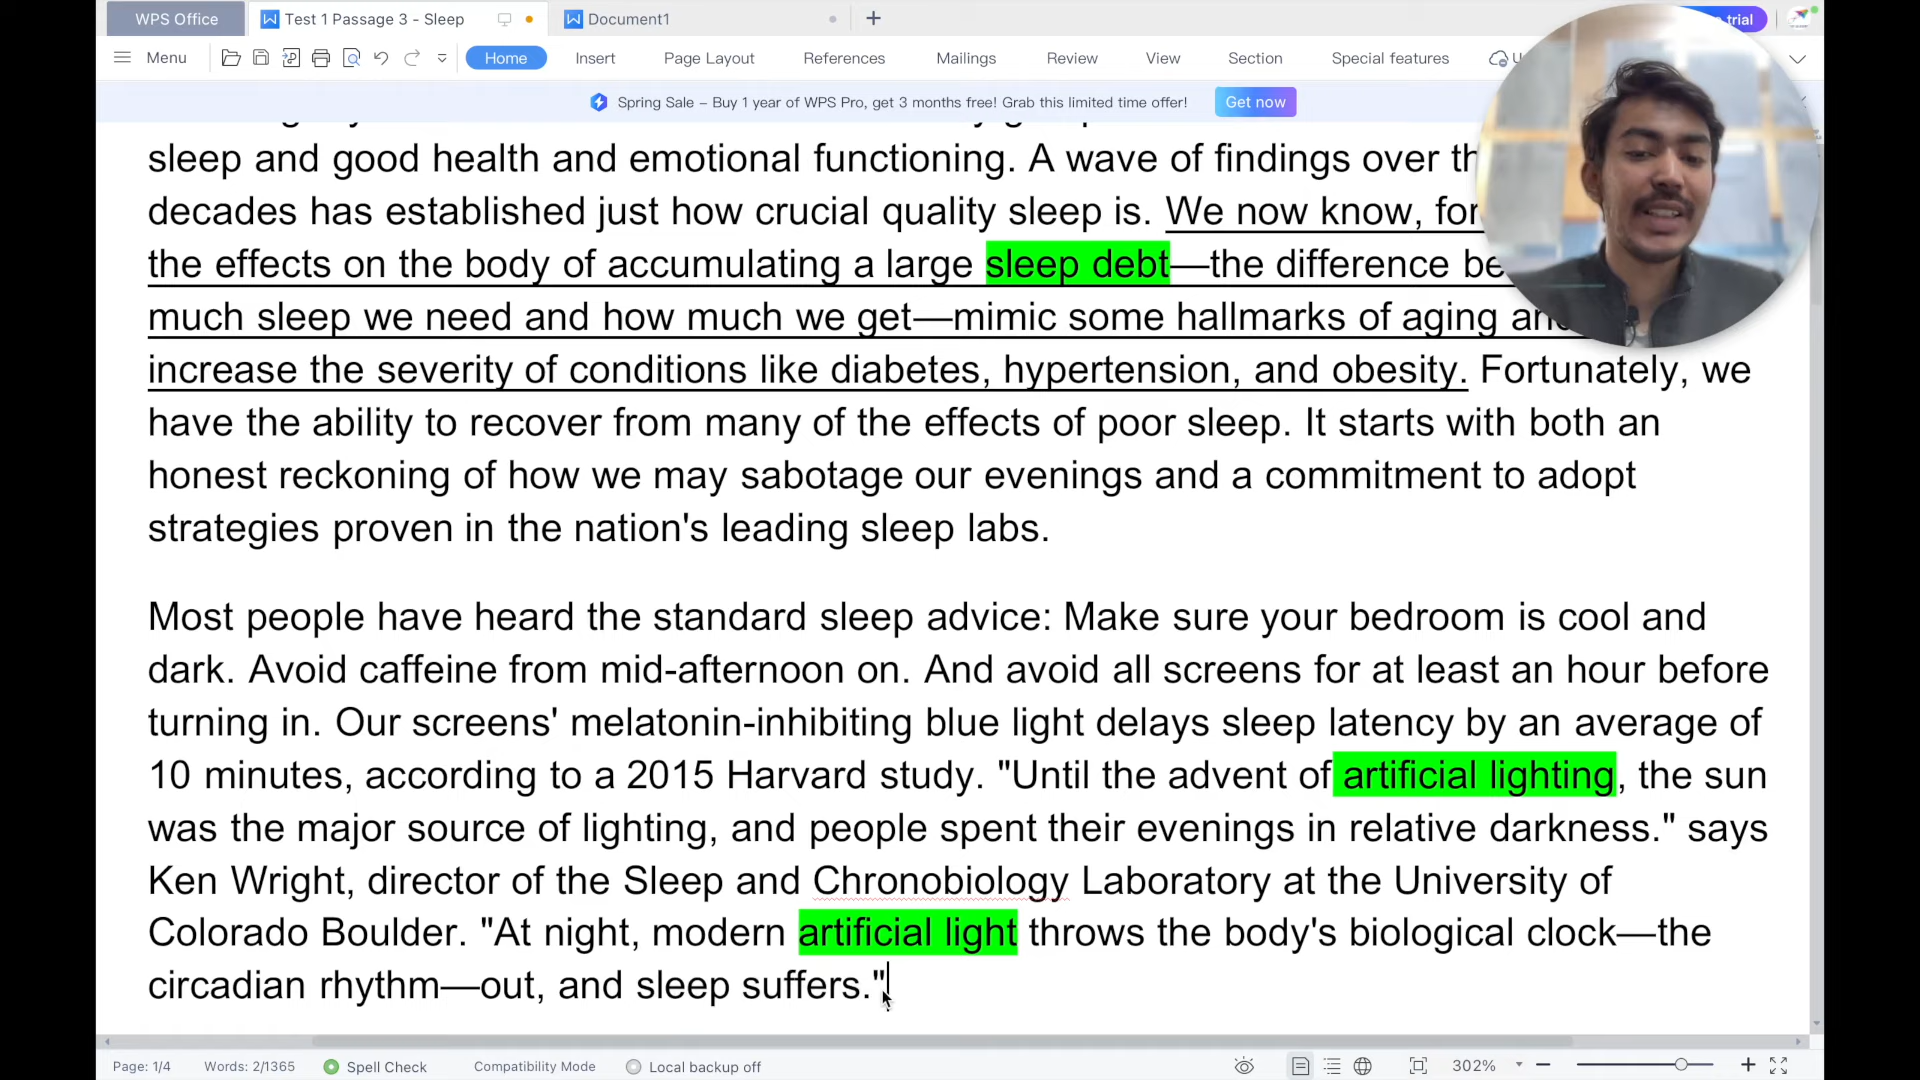 WPS Office
Test 1 Passage 3 - Sleep
Document1
trial
Menu
Home
Insert
Page Layout
References
Mailings
Review
View
Section
Special features
Spring Sale – Buy 1 year of WPS Pro, get 3 months free! Grab this limited time offer!
Get now
sleep and good health and emotional functioning. A wave of findings over
decades has established just how crucial quality sleep is. We now know, for
the effects on the body of accumulating a large sleep debt—the difference
much sleep we need and how much we get—mimic some hallmarks of aging
increase the severity of conditions like diabetes, hypertension, and obesity. Fortunately, we
have the ability to recover from many of the effects of poor sleep. It starts with both an
honest reckoning of how we may sabotage our evenings and a commitment to adopt
strategies proven in the nation's leading sleep labs.
Most people have heard the standard sleep advice: Make sure your bedroom is cool and
dark. Avoid caffeine from mid-afternoon on. And avoid all screens for at least an hour before
turning in. Our screens' melatonin-inhibiting blue light delays sleep latency by an average of
10 minutes, according to a 2015 Harvard study. "Until the advent of artificial lighting, the sun
was the major source of lighting, and people spent their evenings in relative darkness." says
Ken Wright, director of the Sleep and Chronobiology Laboratory at the University of
Colorado Boulder. "At night, modern artificial light throws the body's biological clock—the
circadian rhythm—out, and sleep suffers."
Page: 1/4
Words: 2/1365
Spell Check
Compatibility Mode
Local backup off
302%